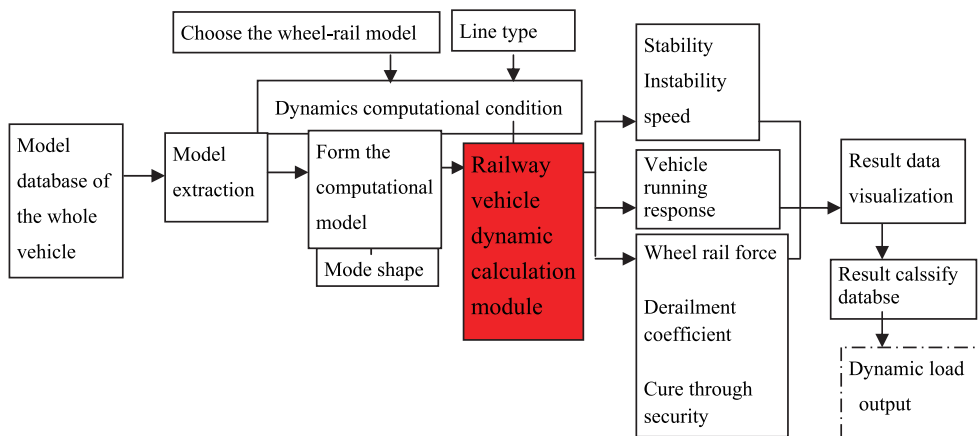 Choose the wheel-rail model
Line type
Dynamics computational condition
Model
database of
the whole
vehicle
Model
extraction
Form the
computational
model
Mode shape
Railway
vehicle
dynamic
calculation
module
Stability
Instability
speed
Vehicle
running
response
Wheel rail force
Derailment
coefficient
Cure through
security
Result data
visualization
Result calssify
databse
Dynamic load
output